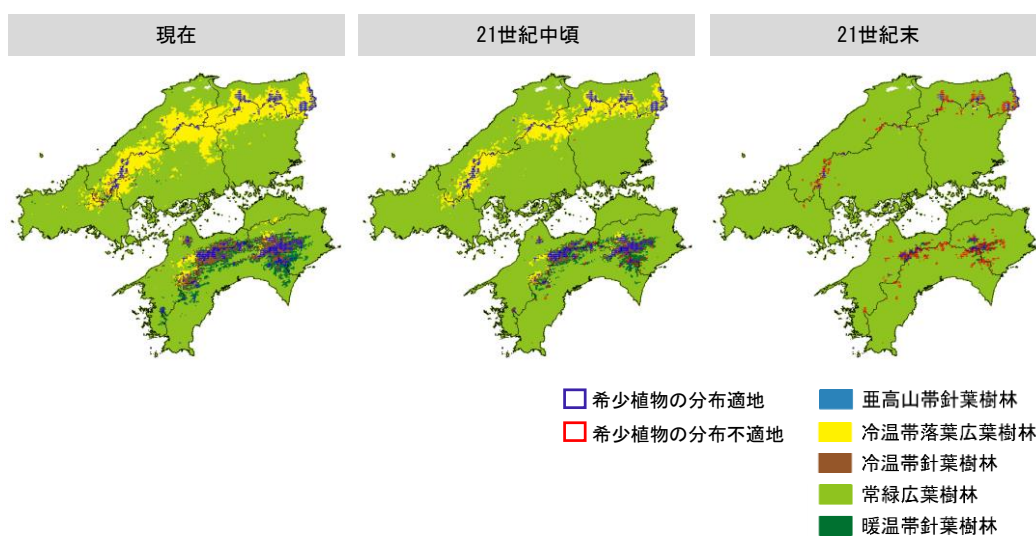 現在
21世紀中頃
21世紀末
希少植物の分布適地
希少植物の分布不適地
亜高山帯針葉樹林
冷温帯落葉広葉樹林
冷温帯針葉樹林
常緑広葉樹林
暖温帯針葉樹林